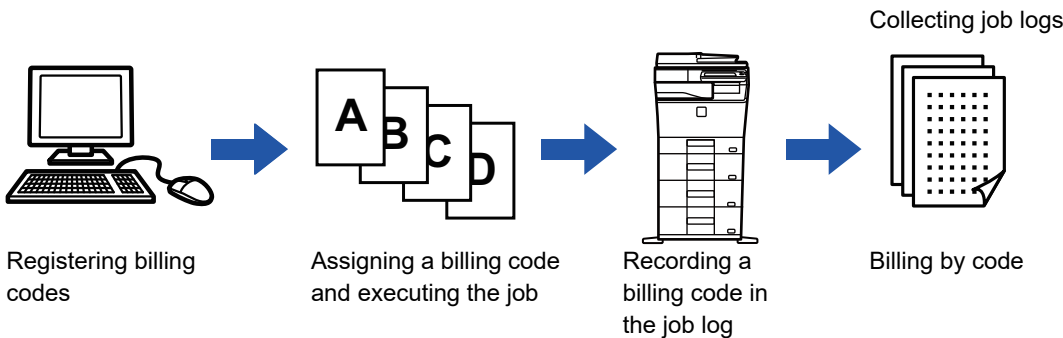 Collecting job logs
A
B
C
D
Registering billing
codes
Assigning a billing code
and executing the job
Recording a
billing code in
the job log
Billing by code